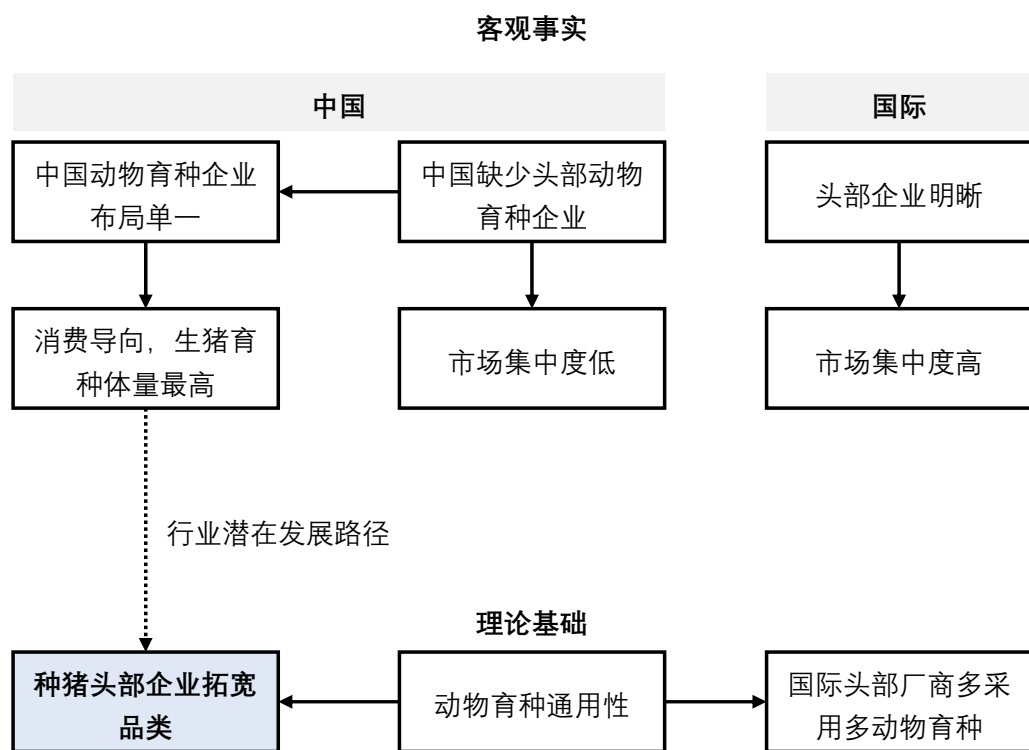 客观事实
中国
国际
中国动物育种企业
布局单一
中国缺少头部动物
育种企业
头部企业明晰
消费导向，生猪育
种体量最高
市场集中度低
市场集中度高
行业潜在发展路径
理论基础
种猪头部企业拓宽
品类
动物育种通用性
国际头部厂商多采
用多动物育种